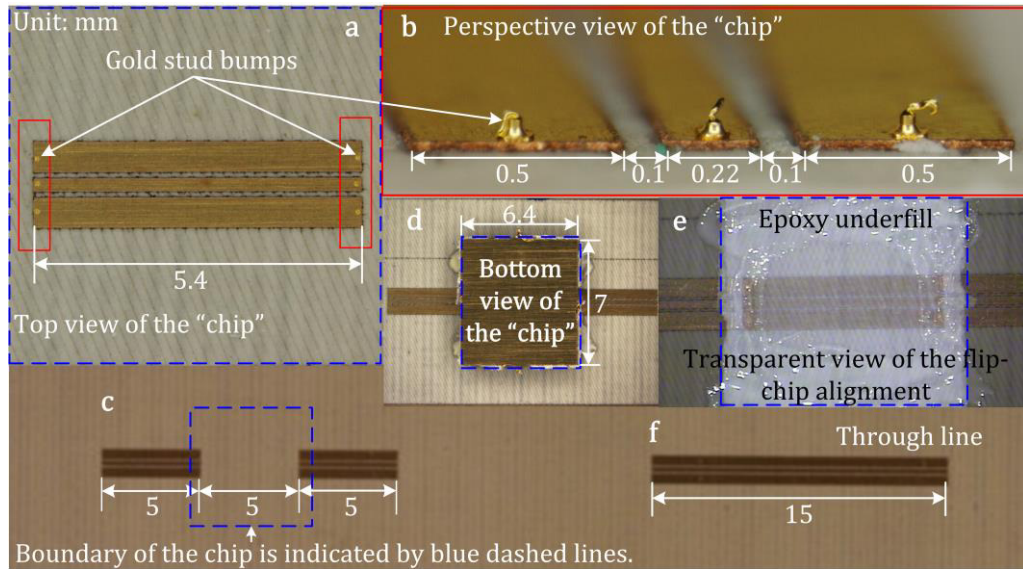 Unit: mm
a
Gold stud bumps
5.4
Top view of the “chip”
b
Perspective view of the “chip”
0.5
0.1
0.22
0.1
0.5
d
6.4
Bottom
view of
the “chip”
7
e
Epoxy underfill
Transparent view of the flip-
chip alignment
c
5
5
5
Boundary of the chip is indicated by blue dashed lines.
f
Through line
15